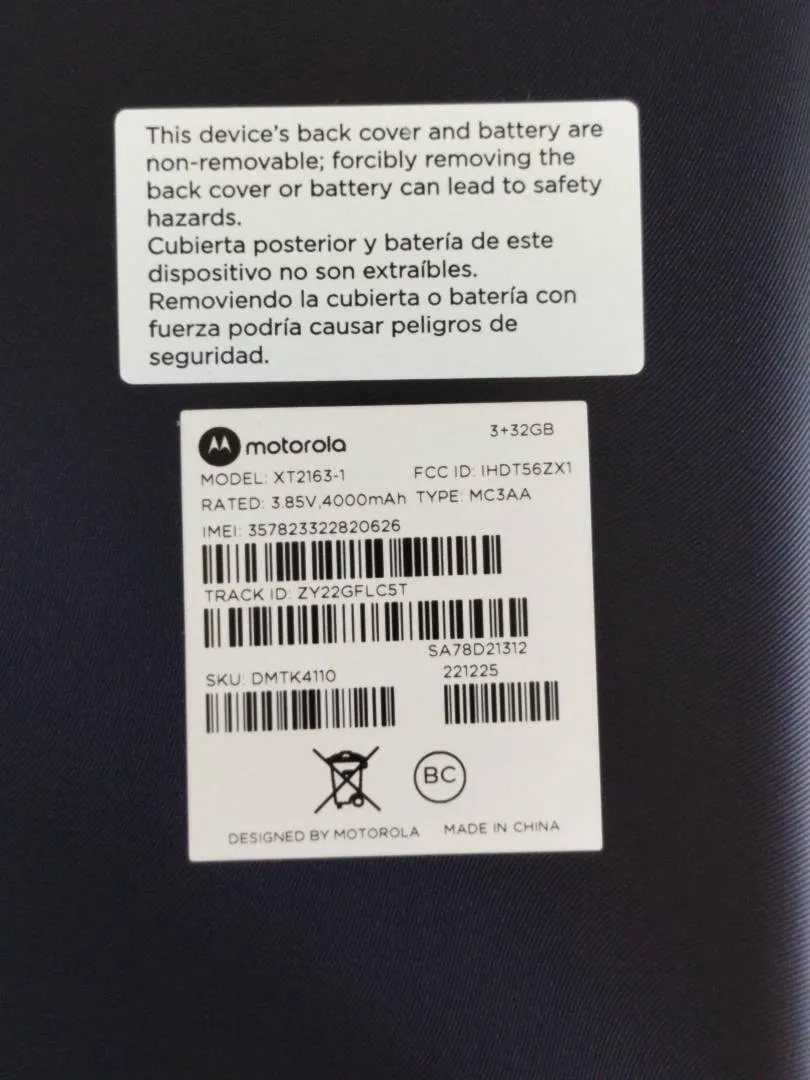 This device's back cover and battery are
non-removable; forcibly removing the
back cover or battery can lead to safety
hazards.
Cubierta posterior y batería de este
dispositivo no son extraíbles.
Removiendo la cubierta o batería con
fuerza podría causar peligros de
seguridad.
motorola 3+32GB
MODEL: XT2163-1 FCC ID: IHDT56ZX1
RATED: 3.85V,4000mAh TYPE: MC3AA
IMEI: 357823322820626
TRACK ID: ZY22GFLC5T
SA78D21312
SKU: DMTK4110 221225
BC
DESIGNED BY MOTOROLA MADE IN CHINA